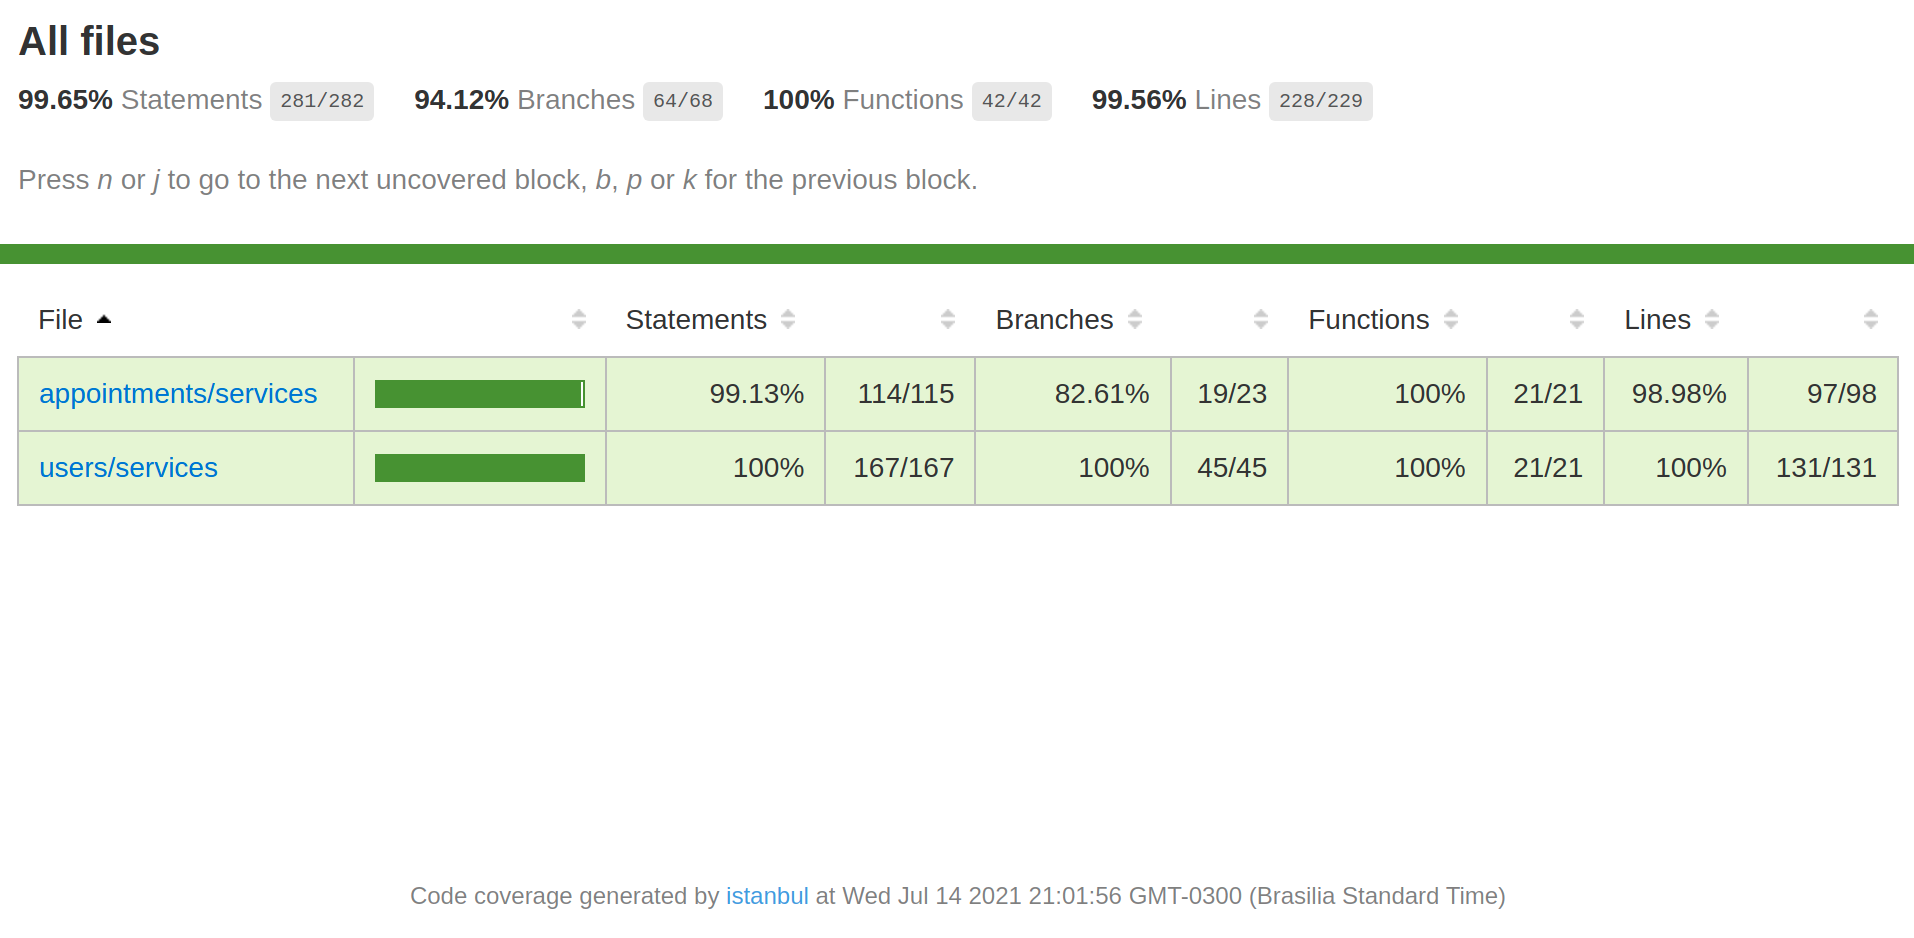 All files
99.65% Statements 281/282 94.12% Branches 64/68 100% Functions 42/42 99.56% Lines 228/229
Press n or j to go to the next uncovered block, b, p or k for the previous block.
File Statements Branches Functions Lines
appointments/services 99.13% 114/115 82.61% 19/23 100% 21/21 98.98% 97/98
users/services 100% 167/167 100% 45/45 100% 21/21 100% 131/131
Code coverage generated by istanbul at Wed Jul 14 2021 21:01:56 GMT-0300 (Brasilia Standard Time)